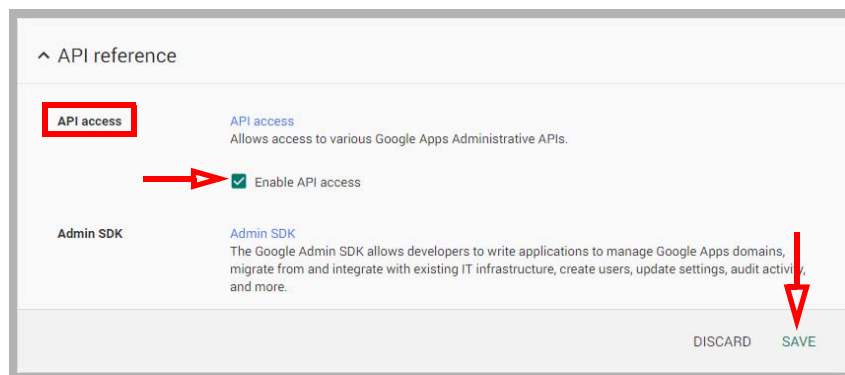 API reference
API access
API access
Allows access to various Google Apps Administrative APIs.
Enable API access
Admin SDK
Admin SDK
The Google Admin SDK allows developers to write applications to manage Google Apps domains,
migrate from and integrate with existing IT infrastructure, create users, update settings, audit activity,
and more.
DISCARD SAVE